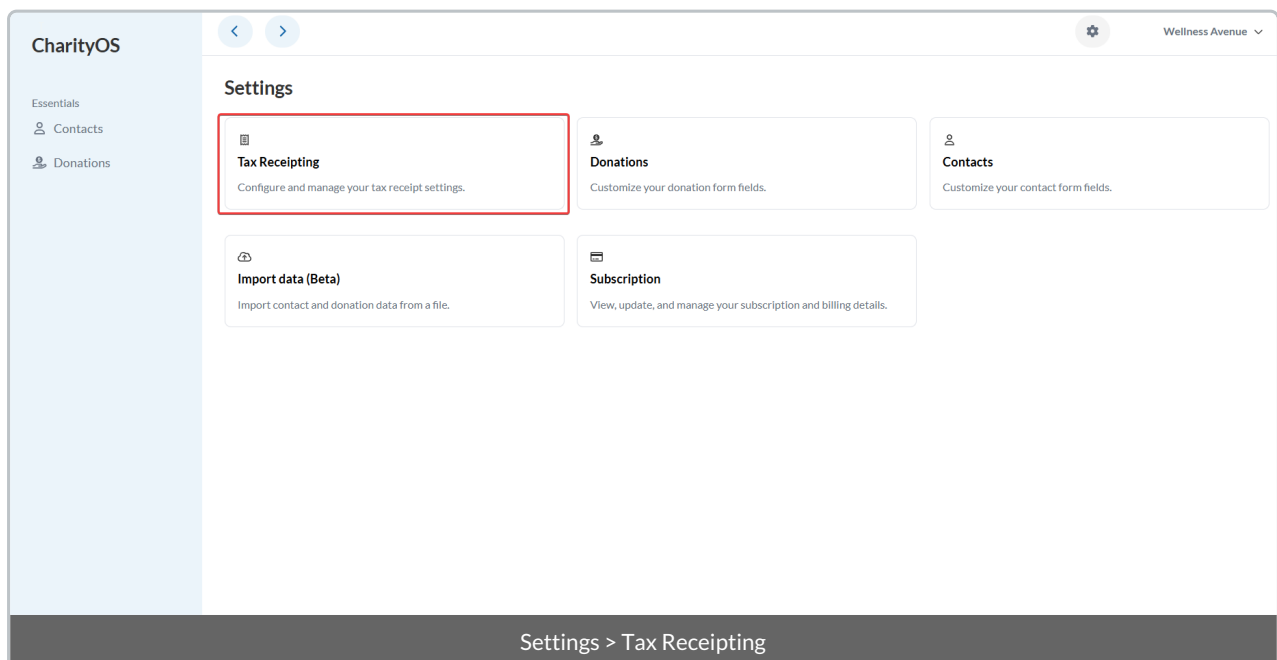 CharityOS
Wellness Avenue
Essentials
Contacts
Donations
Settings
Tax Receipting
Configure and manage your tax receipt settings.
Donations
Customize your donation form fields.
Contacts
Customize your contact form fields.
Import data (Beta)
Import contact and donation data from a file.
Subscription
View, update, and manage your subscription and billing details.
Settings > Tax Receipting